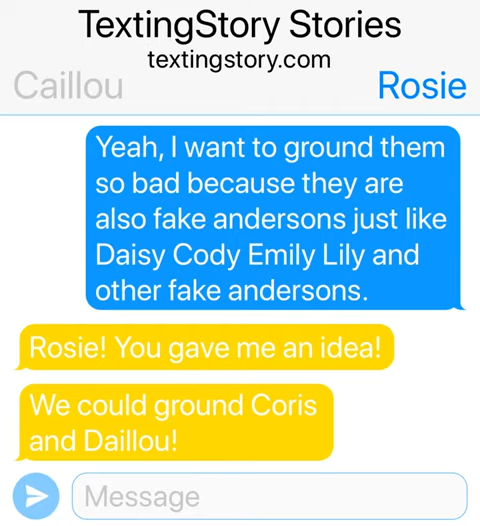 TextingStory Stories
textingstory.com
Caillou
Rosie
Yeah, I want to ground them
so bad because they are
also fake andersons just like
Daisy Cody Emily Lily and
other fake andersons.
Rosie! You gave me an idea!
We could ground Coris
and Daillou!
Message